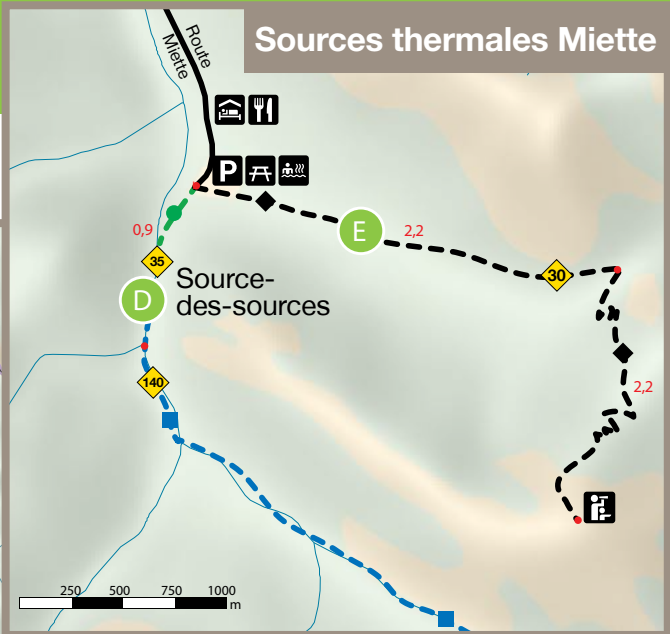 Sources thermales Miette
Route
Miette
P
0,9
E
2,2
35
30
D
Source-
des-sources
140
2,2
250 500 750 1000
m